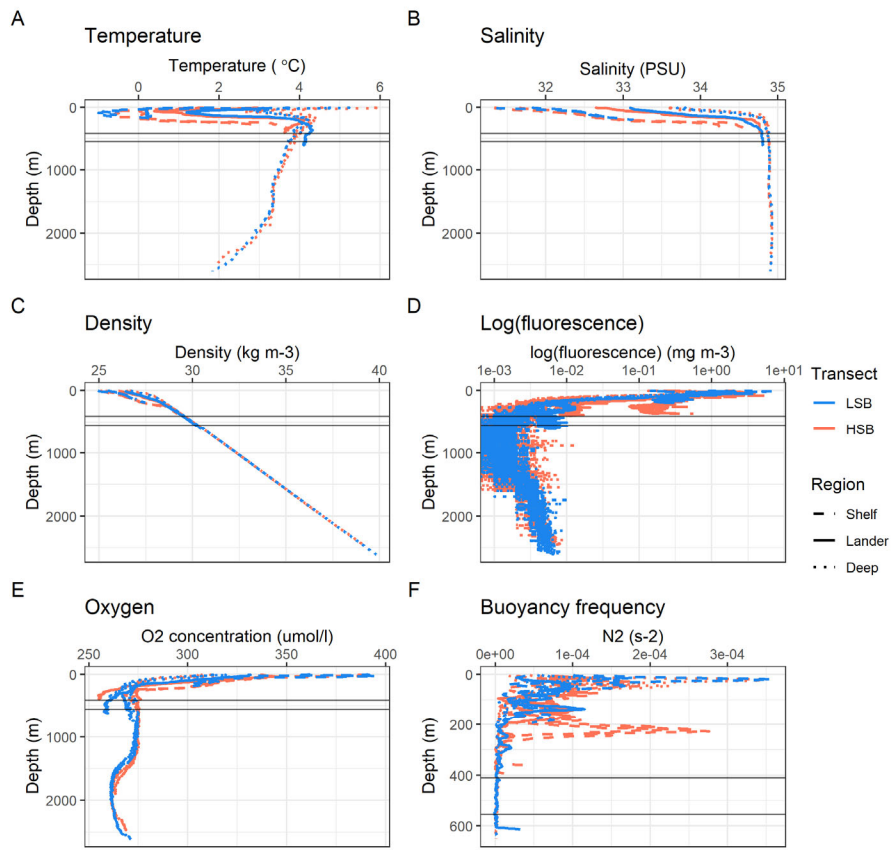 A
Temperature
Temperature ( °C)
0 2 4 6
0
1000
2000
Depth (m)
B
Salinity
Salinity (PSU)
32 33 34 35
0
1000
2000
Depth (m)
C
Density
Density (kg m-3)
25 30 35 40
0
1000
2000
Depth (m)
D
Log(fluorescence)
log(fluorescence) (mg m-3)
1e-03 1e-02 1e-01 1e+00 1e+01
0
1000
2000
Depth (m)
Transect
LSB
HSB
Region
Shelf
Lander
Deep
E
Oxygen
O2 concentration (umol/l)
250 300 350 400
0
1000
2000
Depth (m)
F
Buoyancy frequency
N2 (s-2)
0e+00 1e-04 2e-04 3e-04
0
200
400
600
Depth (m)